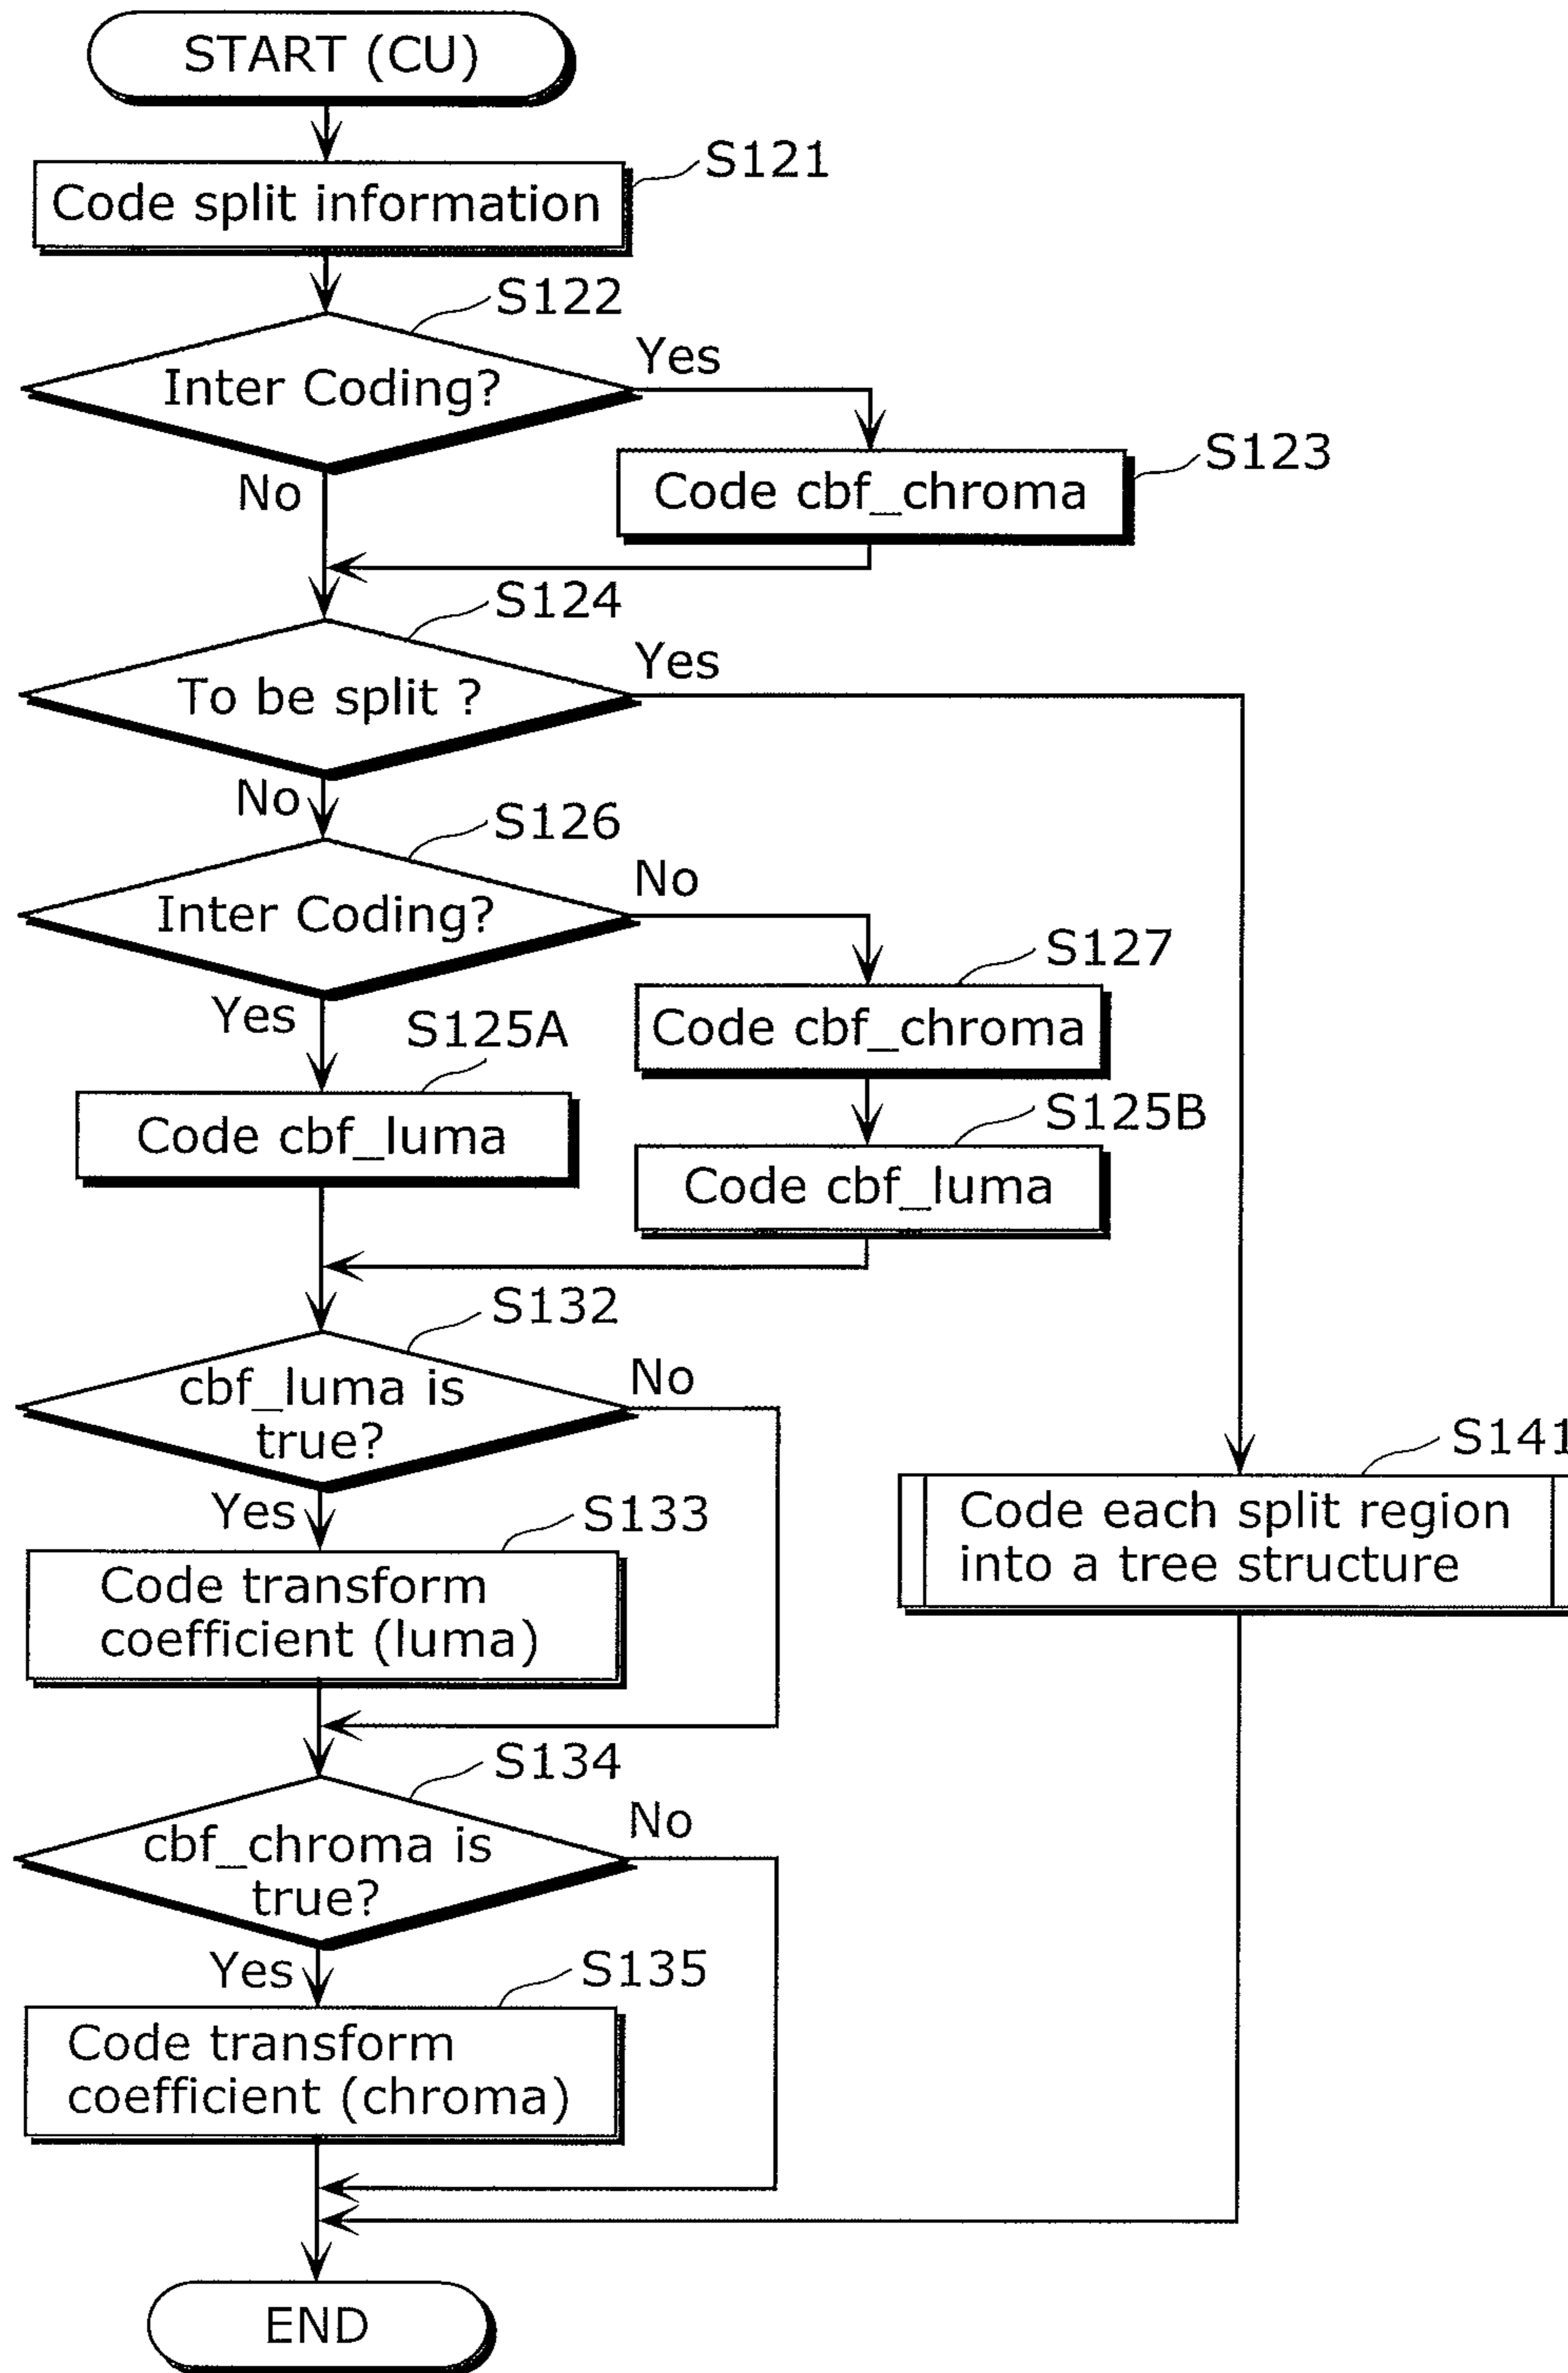 START (CU)
S121
Code split information
S122
Inter Coding?
Yes
No
S123
Code cbf_chroma
S124
To be split ?
Yes
No
S126
Inter Coding?
No
Yes
S127
Code cbf_chroma
S125A
Code cbf_luma
S125B
Code cbf_luma
S132
cbf_luma is
true?
No
Yes
S133
Code transform
coefficient (luma)
S141
Code each split region
into a tree structure
S134
cbf_chroma is
true?
No
Yes
S135
Code transform
coefficient (chroma)
END